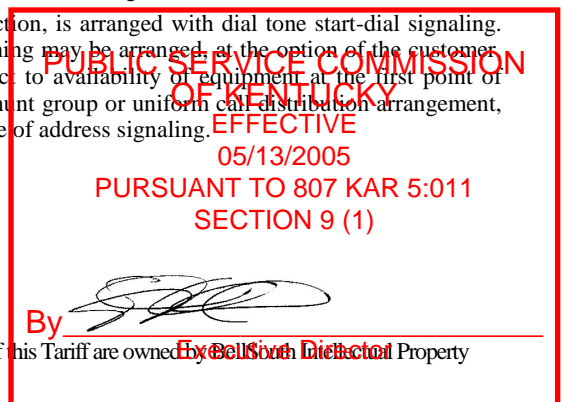 tion, is arranged with dial tone start-dial signaling.
ing may be arranged, at the option of the customer
ct to availability of equipment at the first point of
unt group or uniform call distribution arrangement,
e of address signaling.
PUBLIC SERVICE COMMISSION
OF KENTUCKY
EFFECTIVE
05/13/2005
PURSUANT TO 807 KAR 5:011
SECTION 9 (1)
By
Executive Director
f this Tariff are owned by BellSouth Intellectual Property